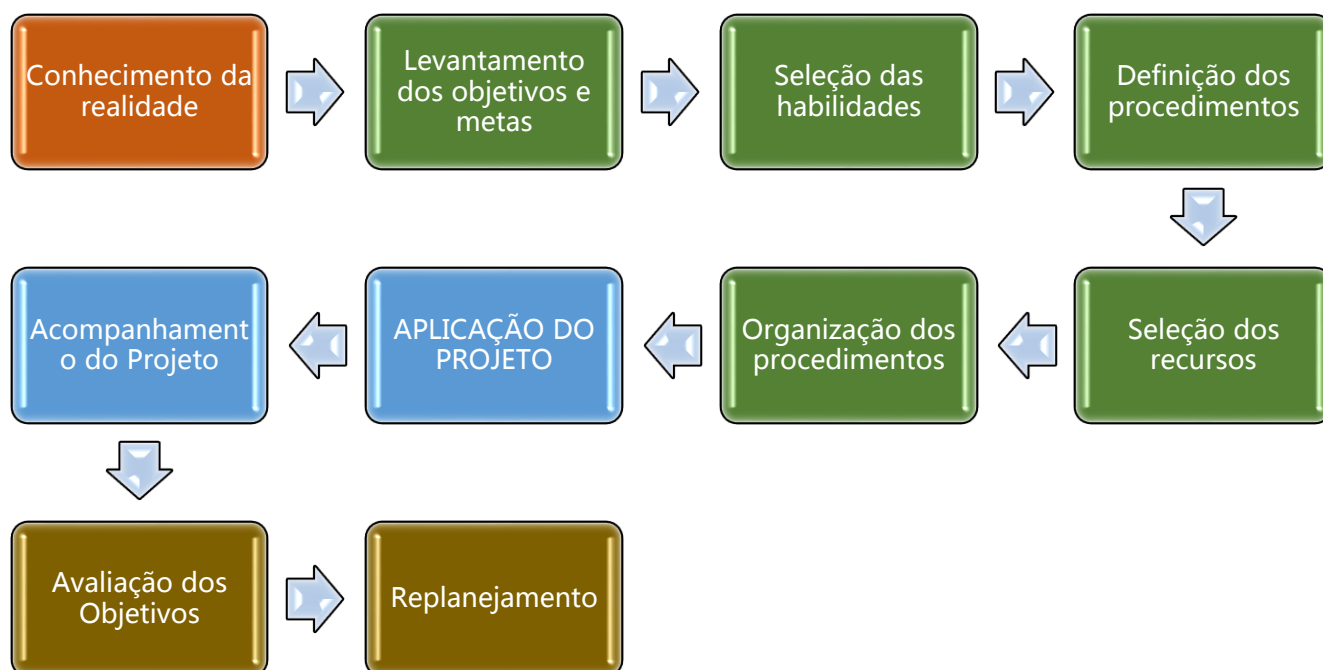 Conhecimento da
realidade
Levantamento
dos objetivos e
metas
Seleção das
habilidades
Definição dos
procedimentos
Seleção dos
recursos
Organização dos
procedimentos
APLICAÇÃO DO
PROJETO
Acompanhament
o do Projeto
Avaliação dos
Objetivos
Replanejamento